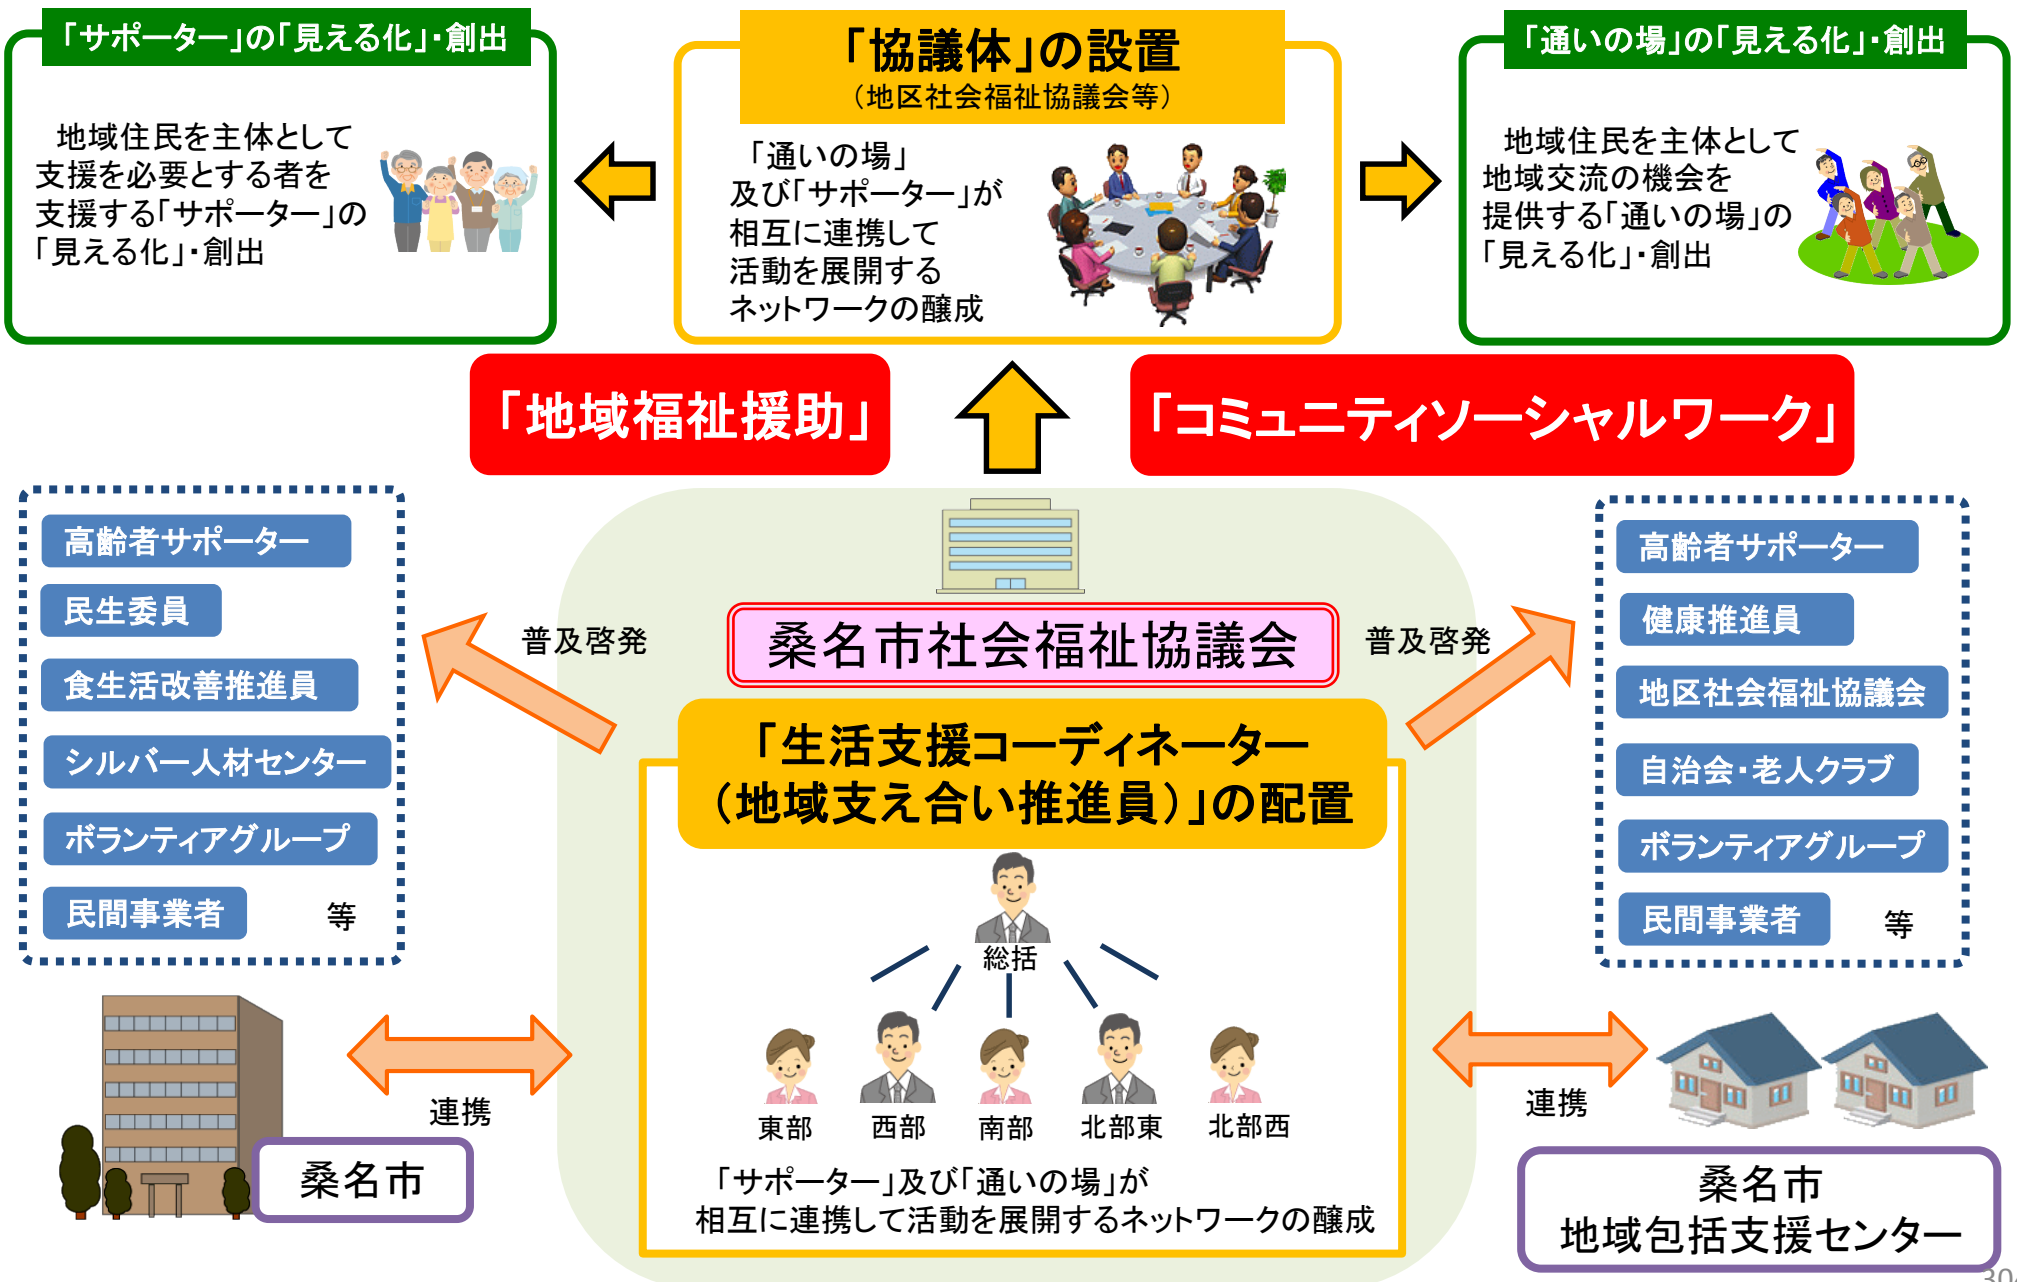 「サポーター」の「見える化」・創出
地域住民を主体として
支援を必要とする者を
支援する「サポーター」の
「見える化」・創出
「協議体」の設置
（地区社会福祉協議会等）
「通いの場」
及び「サポーター」が
相互に連携して
活動を展開する
ネットワークの醸成
「通いの場」の「見える化」・創出
地域住民を主体として
地域交流の機会を
提供する「通いの場」の
「見える化」・創出
「地域福祉援助」
「コミュニティソーシャルワーク」
高齢者サポーター
民生委員
食生活改善推進員
シルバー人材センター
ボランティアグループ
民間事業者
等
普及啓発
桑名市社会福祉協議会
普及啓発
「生活支援コーディネーター
（地域支え合い推進員）」の配置
総括
東部
西部
南部
北部東
北部西
「サポーター」及び「通いの場」が
相互に連携して活動を展開するネットワークの醸成
高齢者サポーター
健康推進員
地区社会福祉協議会
自治会・老人クラブ
ボランティアグループ
民間事業者
等
連携
桑名市
連携
桑名市
地域包括支援センター